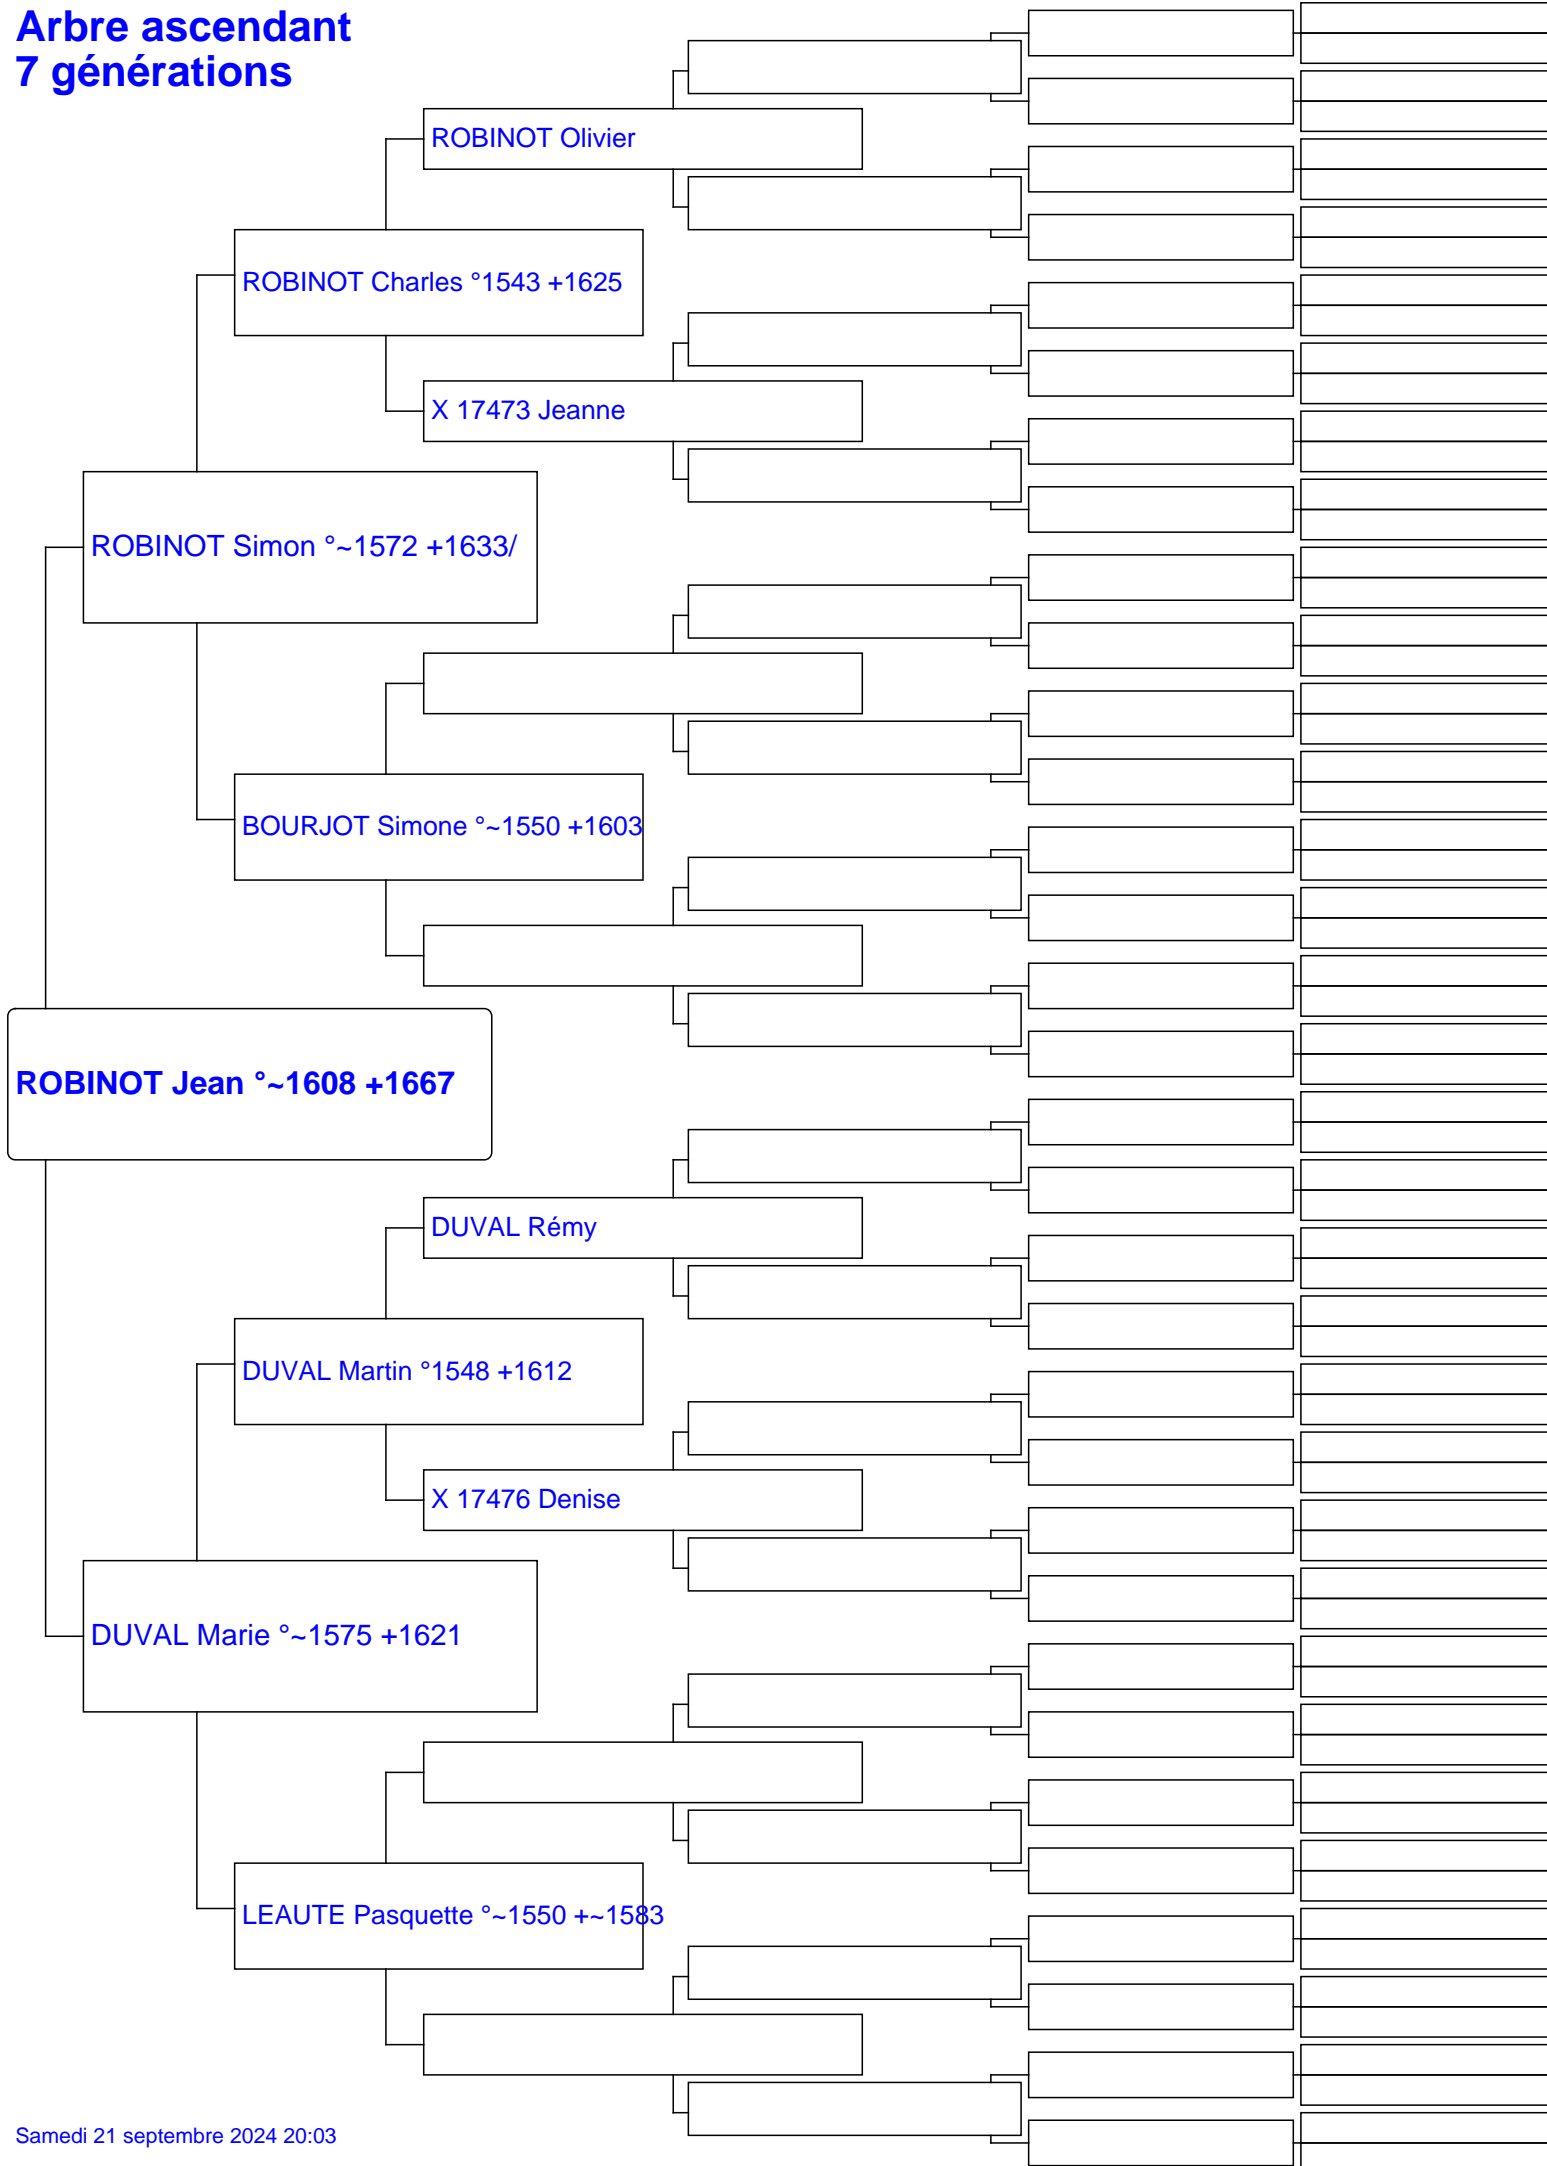 Arbre ascendant
7 générations
ROBINOT Olivier
ROBINOT Charles °1543 +1625
X 17473 Jeanne
ROBINOT Simon °~1572 +1633/
BOURJOT Simone °~1550 +1603
ROBINOT Jean °~1608 +1667
DUVAL Rémy
DUVAL Martin °1548 +1612
X 17476 Denise
DUVAL Marie °~1575 +1621
LEAUTE Pasquette °~1550 +~1583
Samedi 21 septembre 2024 20:03